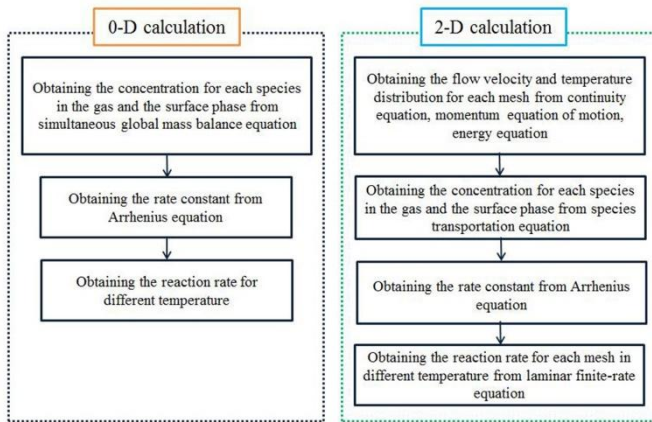 0-D calculation
Obtaining the concentration for each species
in the gas and the surface phase from
simultaneous global mass balance equation
Obtaining the rate constant from
Arrhenius equation
Obtaining the reaction rate for
different temperature
2-D calculation
Obtaining the flow velocity and temperature
distribution for each mesh from continuity
equation, momentum equation of motion,
energy equation
Obtaining the concentration for each species
in the gas and the surface phase from species
transportation equation
Obtaining the rate constant from Arrhenius
equation
Obtaining the reaction rate for each mesh in
different temperature from laminar finite-rate
equation